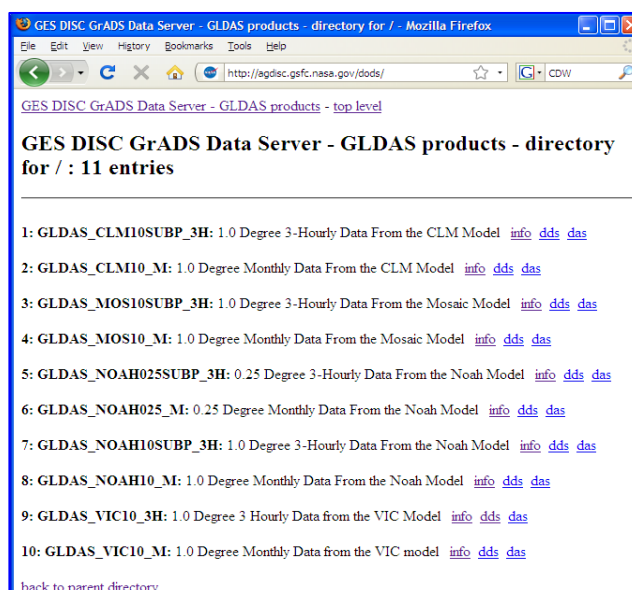 GES DISC GrADS Data Server - GLDAS products - directory for / - Mozilla Firefox
File Edit View History Bookmarks Tools Help
http://agdisc.gsfc.nasa.gov/dods/ G CDW
GES DISC GrADS Data Server - GLDAS products - top level
GES DISC GrADS Data Server - GLDAS products - directory
for / : 11 entries
1: GLDAS_CLM10SUBP_3H: 1.0 Degree 3-Hourly Data From the CLM Model info dds das
2: GLDAS_CLM10_M: 1.0 Degree Monthly Data From the CLM Model info dds das
3: GLDAS_MOS10SUBP_3H: 1.0 Degree 3-Hourly Data From the Mosaic Model info dds das
4: GLDAS_MOS10_M: 1.0 Degree Monthly Data From the Mosaic Model info dds das
5: GLDAS_NOAH025SUBP_3H: 0.25 Degree 3-Hourly Data From the Noah Model info dds das
6: GLDAS_NOAH025_M: 0.25 Degree Monthly Data From the Noah Model info dds das
7: GLDAS_NOAH10SUBP_3H: 1.0 Degree 3-Hourly Data From the Noah Model info dds das
8: GLDAS_NOAH10_M: 1.0 Degree Monthly Data From the Noah Model info dds das
9: GLDAS_VIC10_3H: 1.0 Degree 3 Hourly Data from the VIC Model info dds das
10: GLDAS_VIC10_M: 1.0 Degree Monthly Data from the VIC model info dds das
back to parent directory